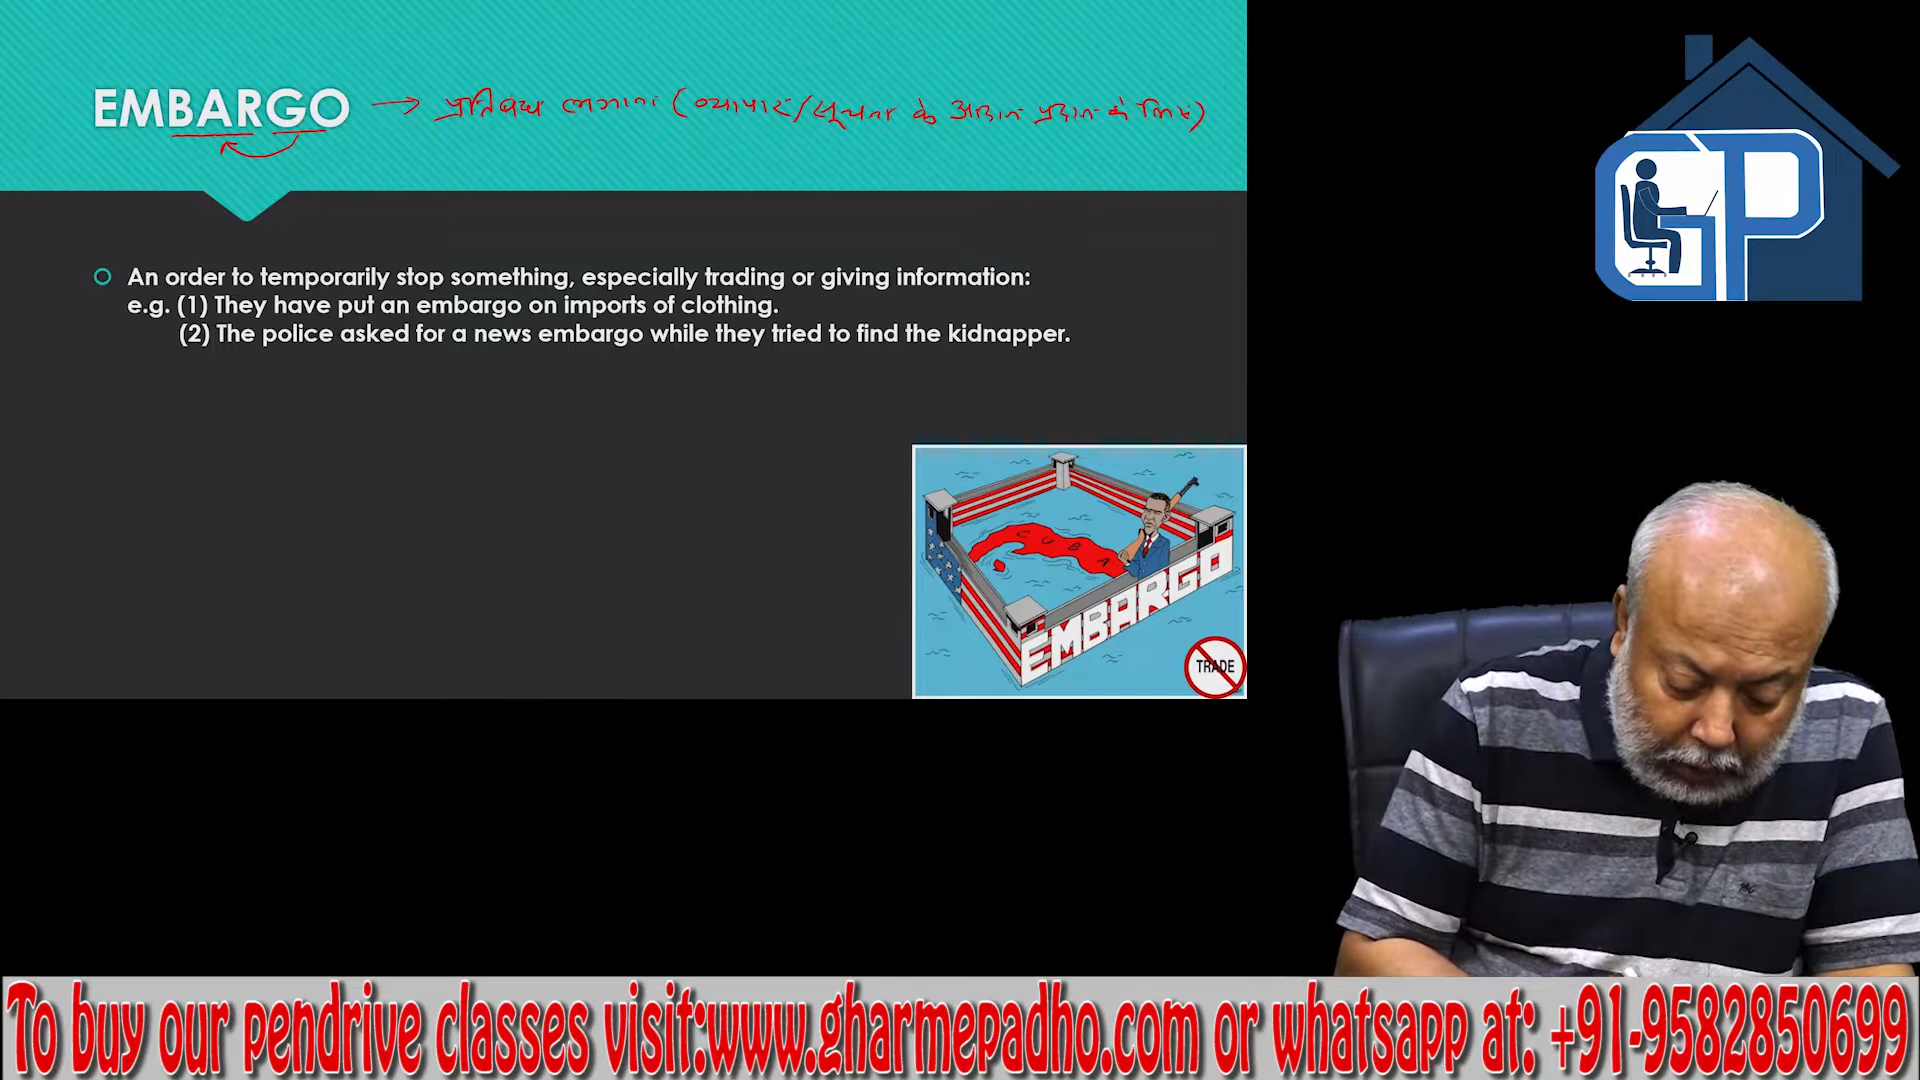 EMBARGO → प्रतिबंध लगाना (व्यापार/सूचना के आदान प्रदान के लिए)
An order to temporarily stop something, especially trading or giving information:
e.g. (1) They have put an embargo on imports of clothing.
(2) The police asked for a news embargo while they tried to find the kidnapper.
CUBA
EMBARGO
TRADE
GP
To buy our pendrive classes visit:www.gharmepadho.com or whatsapp at: +91-9582850699